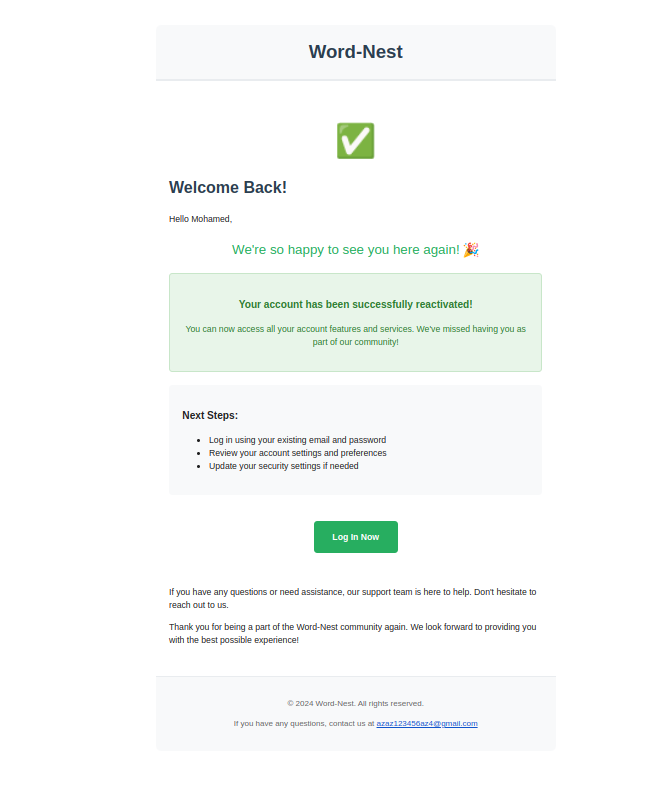 Word-Nest
Welcome Back!
Hello Mohamed,
We're so happy to see you here again! 🎉
Your account has been successfully reactivated!
You can now access all your account features and services. We've missed having you as
part of our community!
Next Steps:
• Log in using your existing email and password
• Review your account settings and preferences
• Update your security settings if needed
Log In Now
If you have any questions or need assistance, our support team is here to help. Don't hesitate to
reach out to us.
Thank you for being a part of the Word-Nest community again. We look forward to providing you
with the best possible experience!
© 2024 Word-Nest. All rights reserved.
If you have any questions, contact us at azaz123456az4@gmail.com